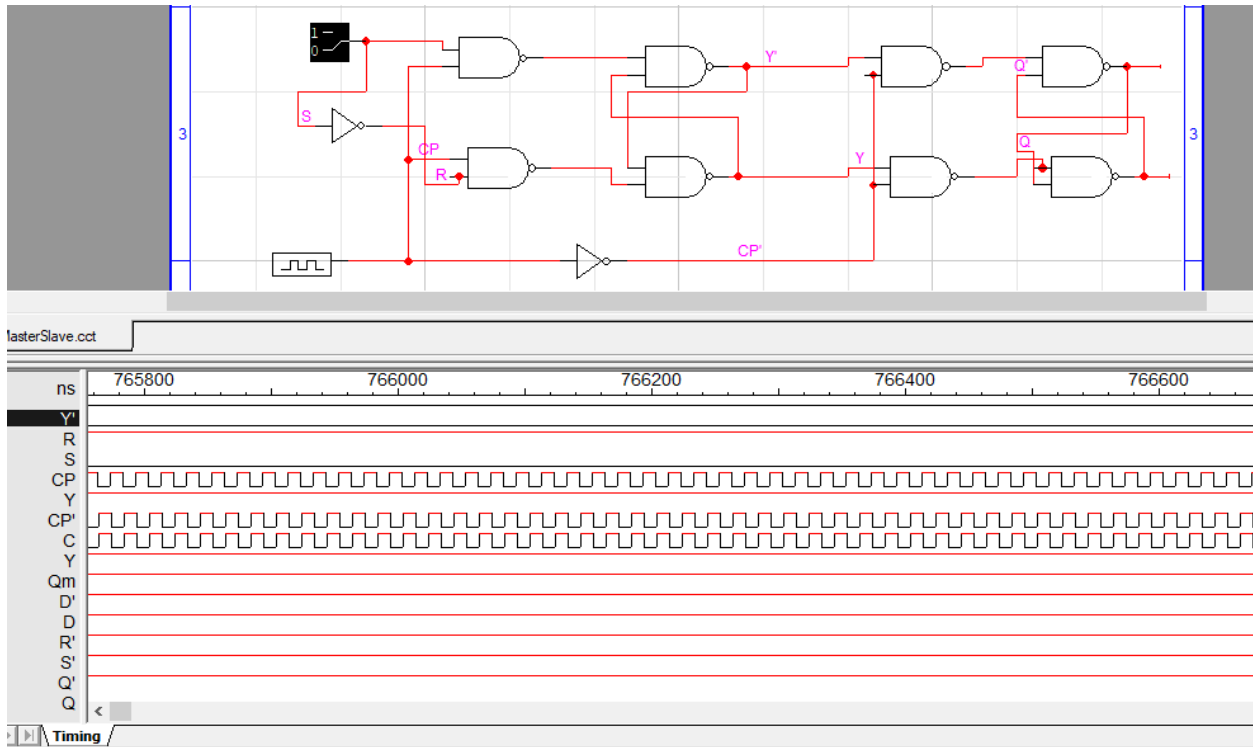 1
0
Y'
Q'
S
3
3
CP
Q
Y
R
CP'
MasterSlave.cct
ns
765800 766000 766200 766400 766600
Y'
R
S
CP
Y
CP'
C
Y
Qm
D'
D
R'
S'
Q'
Q
Timing